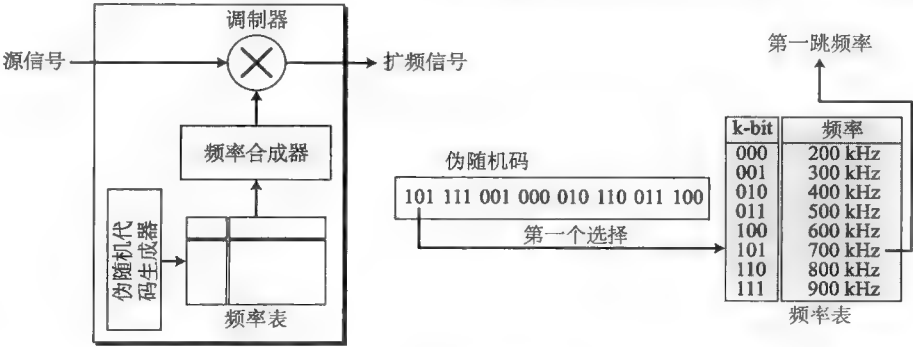 调制器
源信号
扩频信号
频率合成器
伪随机代
码生成器
频率表
伪随机码
101 111 001 000 010 110 011 100
第一个选择
第一跳频率
k-bit 频率
000 200 kHz
001 300 kHz
010 400 kHz
011 500 kHz
100 600 kHz
101 700 kHz
110 800 kHz
111 900 kHz
频率表